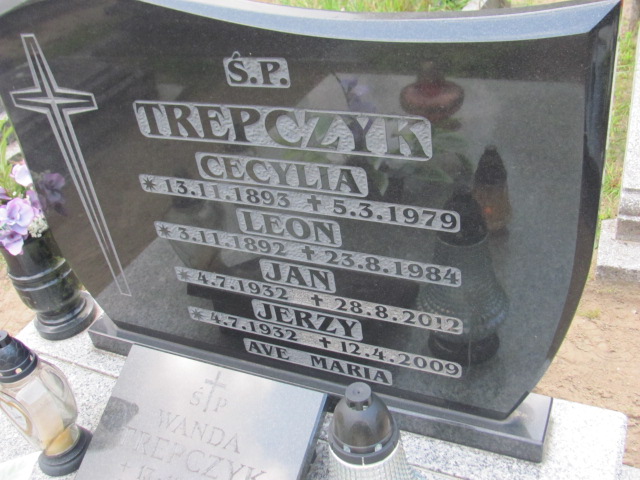 Ś.P.
TREPCZYK
CECYLIA
* 13.11.1893 † 5.3.1979
LEON
* 3.11.1892 † 23.8.1984
JAN
* 4.7.1932 † 28.8.2012
JERZY
* 4.7.1932 † 12.4.2009
AVE MARIA
S † P
WANDA
TREPCZYK